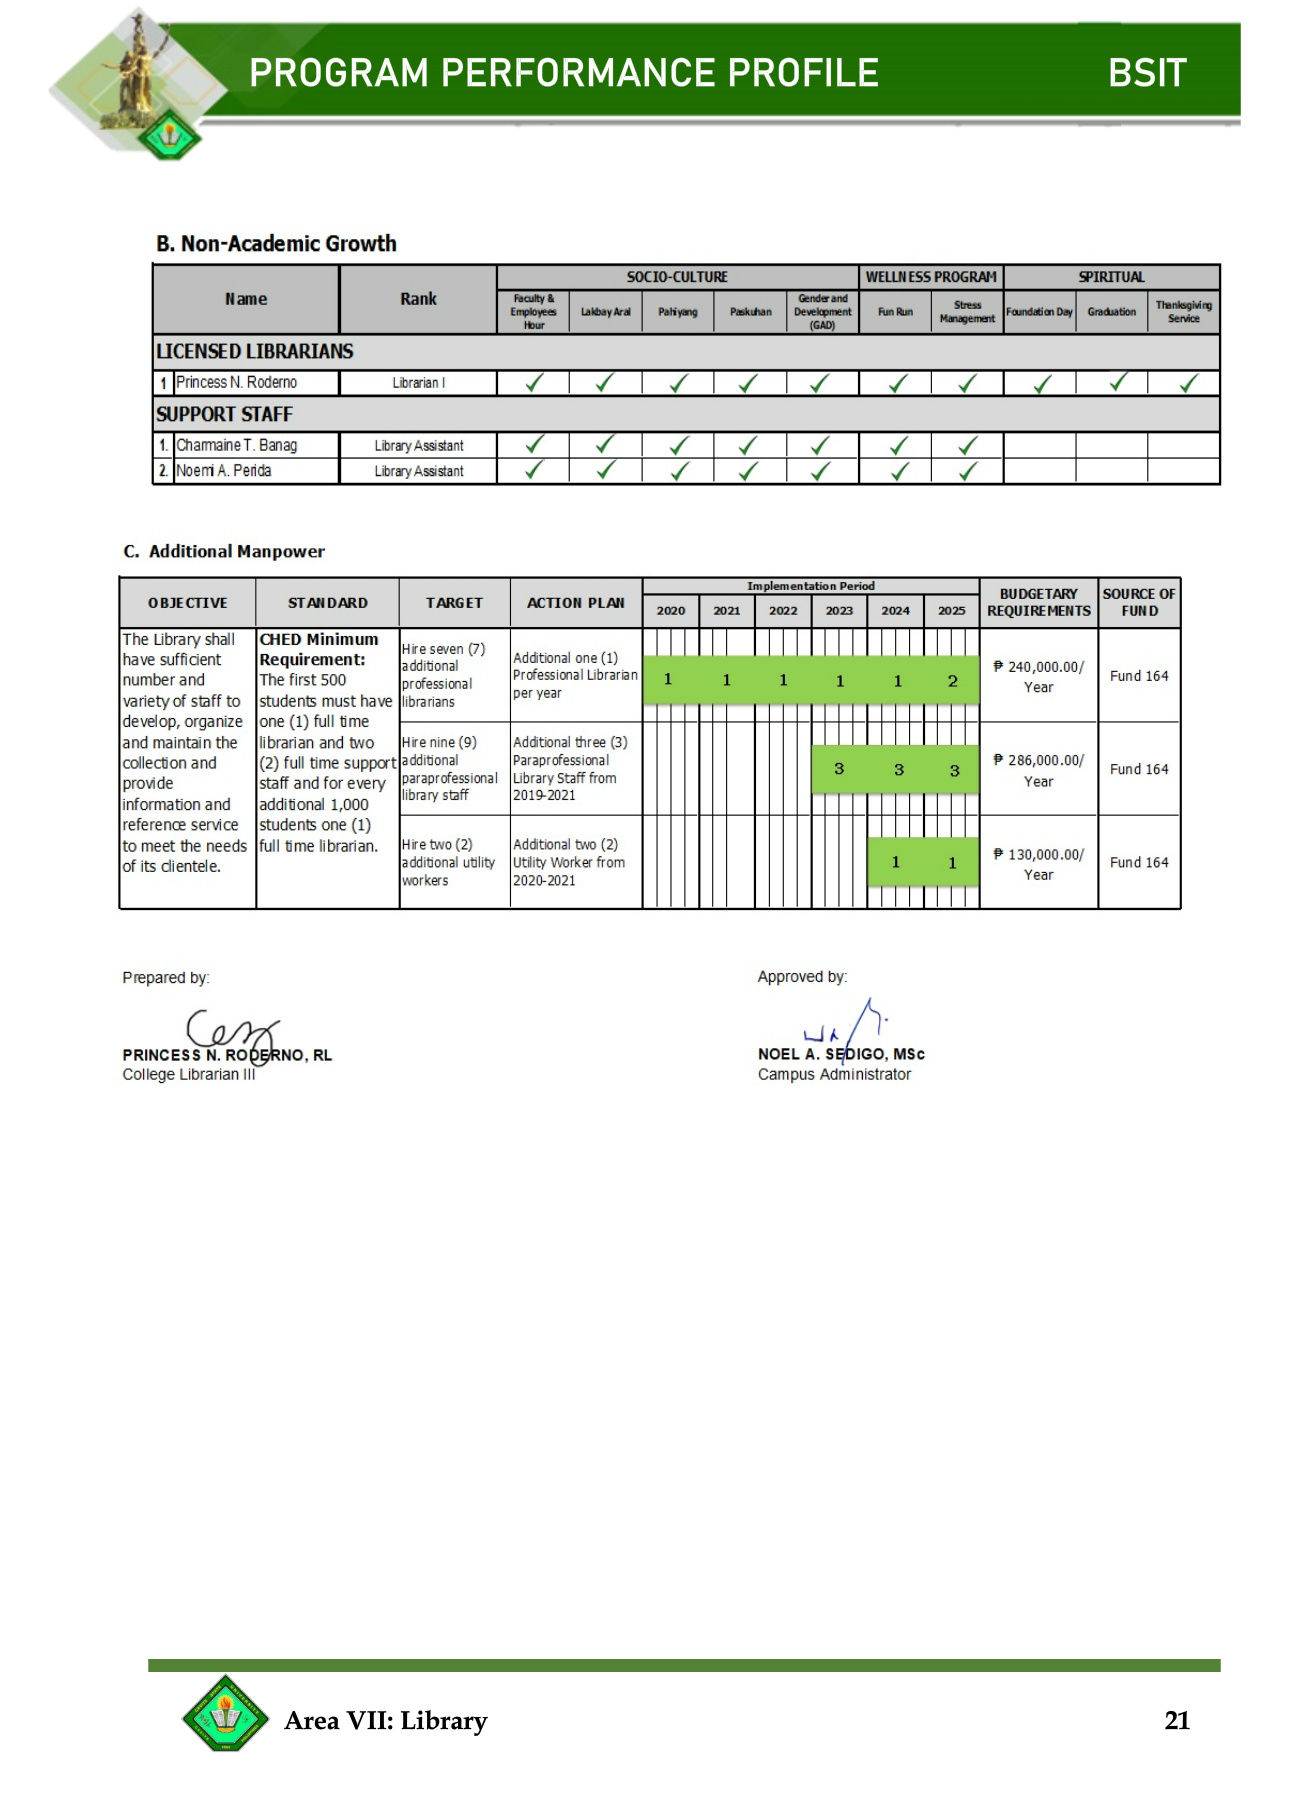 PROGRAM PERFORMANCE PROFILE BSIT
B. Non-Academic Growth
Name Rank SOCIO-CULTURE WELLNESS PROGRAM SPIRITUAL
Faculty & Employees Hour Lakbay Aral Pahiyang Paskuhan Gender and Development (GAD) Fun Run Stress Management Foundation Day Graduation Thanksgiving Service
LICENSED LIBRARIANS
1 Princess N. Roderno Librarian I ✓ ✓ ✓ ✓ ✓ ✓ ✓ ✓ ✓ ✓
SUPPORT STAFF
1. Charmaine T. Banag Library Assistant ✓ ✓ ✓ ✓ ✓ ✓ ✓
2. Noemi A. Perida Library Assistant ✓ ✓ ✓ ✓ ✓ ✓ ✓
C. Additional Manpower
OBJECTIVE STANDARD TARGET ACTION PLAN Implementation Period BUDGETARY REQUIREMENTS SOURCE OF FUND
2020 2021 2022 2023 2024 2025
The Library shall
have sufficient
number and
variety of staff to
develop, organize
and maintain the
collection and
provide
information and
reference service
to meet the needs
of its clientele.
CHED Minimum
Requirement:
The first 500
students must have
one (1) full time
librarian and two
(2) full time support
staff and for every
additional 1,000
students one (1)
full time librarian.
Hire seven (7)
additional
professional
librarians
Additional one (1)
Professional Librarian
per year
1 1 1 1 1 2
₱ 240,000.00/
Year
Fund 164
Hire nine (9)
additional
paraprofessional
library staff
Additional three (3)
Paraprofessional
Library Staff from
2019-2021
3 3 3
₱ 286,000.00/
Year
Fund 164
Hire two (2)
additional utility
workers
Additional two (2)
Utility Worker from
2020-2021
1 1
₱ 130,000.00/
Year
Fund 164
Prepared by:
PRINCESS N. RODERNO, RL
College Librarian III
Approved by:
NOEL A. SEDIGO, MSc
Campus Administrator
Area VII: Library 21